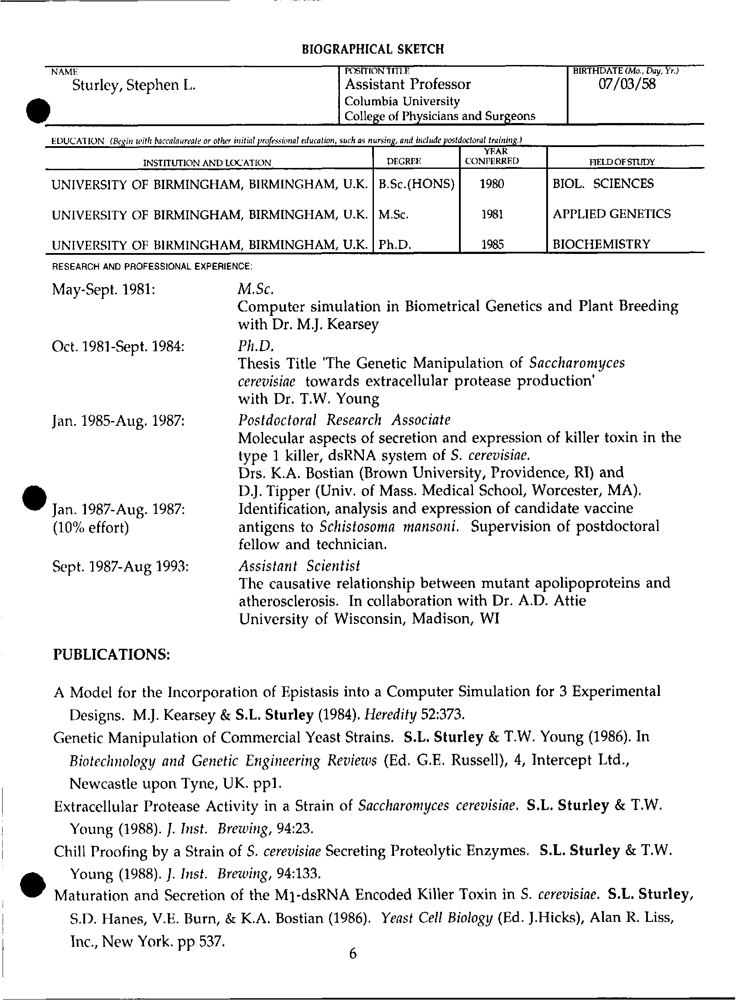 BIOGRAPHICAL SKETCH
NAME
Sturley, Stephen L.
POSITION TITLE
Assistant Professor
Columbia University
College of Physicians and Surgeons
BIRTHDATE (Mo., Day, Yr.)
07/03/58
EDUCATION (Begin with baccalaureate or other initial professional education, such as nursing, and include postdoctoral training.)
INSTITUTION AND LOCATION DEGREE YEAR CONFERRED FIELD OF STUDY
UNIVERSITY OF BIRMINGHAM, BIRMINGHAM, U.K. B.Sc.(HONS) 1980 BIOL. SCIENCES
UNIVERSITY OF BIRMINGHAM, BIRMINGHAM, U.K. M.Sc. 1981 APPLIED GENETICS
UNIVERSITY OF BIRMINGHAM, BIRMINGHAM, U.K. Ph.D. 1985 BIOCHEMISTRY
RESEARCH AND PROFESSIONAL EXPERIENCE:
May-Sept. 1981: M.Sc.
Computer simulation in Biometrical Genetics and Plant Breeding
with Dr. M.J. Kearsey
Oct. 1981-Sept. 1984: Ph.D.
Thesis Title 'The Genetic Manipulation of Saccharomyces
cerevisiae towards extracellular protease production'
with Dr. T.W. Young
Jan. 1985-Aug. 1987: Postdoctoral Research Associate
Molecular aspects of secretion and expression of killer toxin in the
type 1 killer, dsRNA system of S. cerevisiae.
Drs. K.A. Bostian (Brown University, Providence, RI) and
D.J. Tipper (Univ. of Mass. Medical School, Worcester, MA).
Jan. 1987-Aug. 1987: Identification, analysis and expression of candidate vaccine
(10% effort) antigens to Schistosoma mansoni. Supervision of postdoctoral
fellow and technician.
Sept. 1987-Aug 1993: Assistant Scientist
The causative relationship between mutant apolipoproteins and
atherosclerosis. In collaboration with Dr. A.D. Attie
University of Wisconsin, Madison, WI
PUBLICATIONS:
A Model for the Incorporation of Epistasis into a Computer Simulation for 3 Experimental
Designs. M.J. Kearsey & S.L. Sturley (1984). Heredity 52:373.
Genetic Manipulation of Commercial Yeast Strains. S.L. Sturley & T.W. Young (1986). In
Biotechnology and Genetic Engineering Reviews (Ed. G.E. Russell), 4, Intercept Ltd.,
Newcastle upon Tyne, UK. pp1.
Extracellular Protease Activity in a Strain of Saccharomyces cerevisiae. S.L. Sturley & T.W.
Young (1988). J. Inst. Brewing, 94:23.
Chill Proofing by a Strain of S. cerevisiae Secreting Proteolytic Enzymes. S.L. Sturley & T.W.
Young (1988). J. Inst. Brewing, 94:133.
Maturation and Secretion of the M1-dsRNA Encoded Killer Toxin in S. cerevisiae. S.L. Sturley,
S.D. Hanes, V.E. Burn, & K.A. Bostian (1986). Yeast Cell Biology (Ed. J.Hicks), Alan R. Liss,
Inc., New York. pp 537.
6